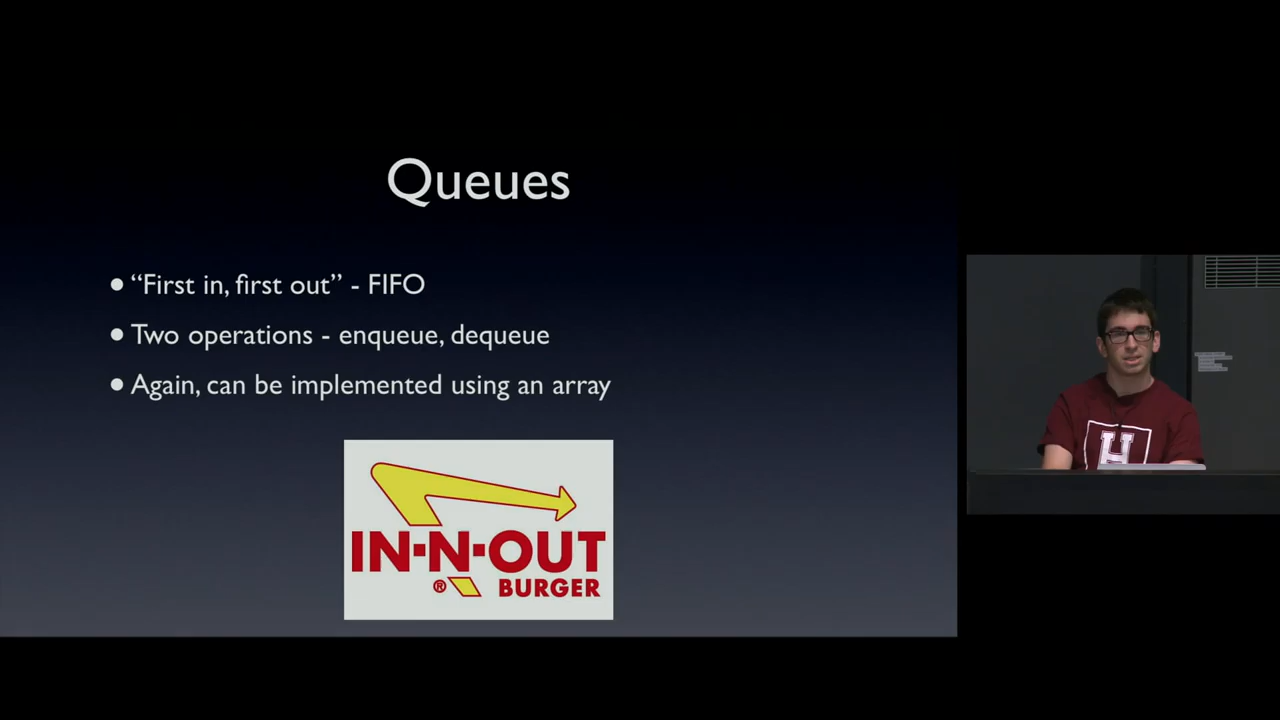 Queues
• “First in, first out” - FIFO
• Two operations - enqueue, dequeue
• Again, can be implemented using an array
IN-N-OUT
® BURGER
H